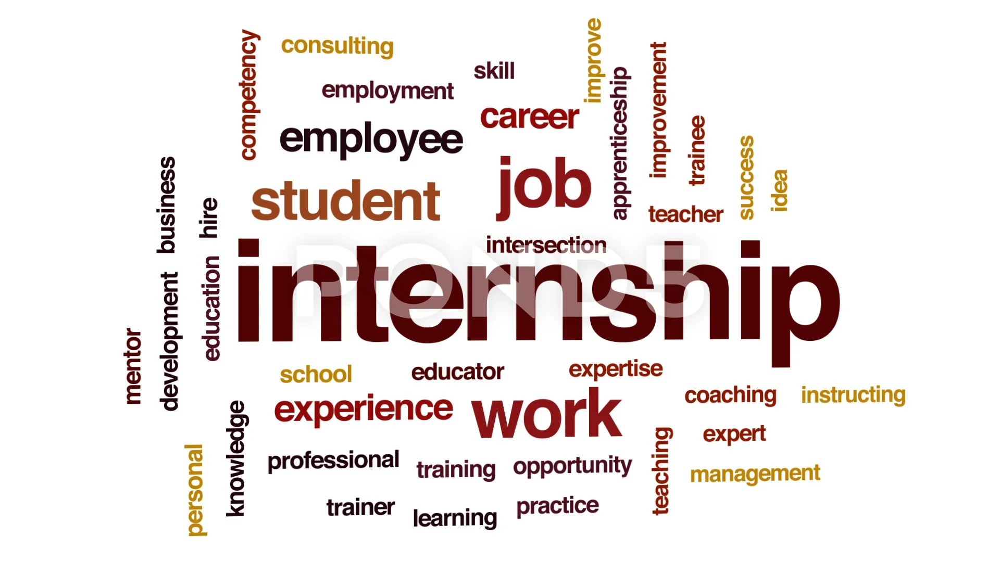 consulting
competency
employment
skill
improve
apprenticeship
improvement
career
employee
trainee
success
idea
job
student
teacher
business
hire
intersection
internship
POND5
education
development
mentor
school
educator
expertise
coaching
instructing
experience
work
expert
knowledge
personal
professional
training
opportunity
teaching
management
trainer
learning
practice